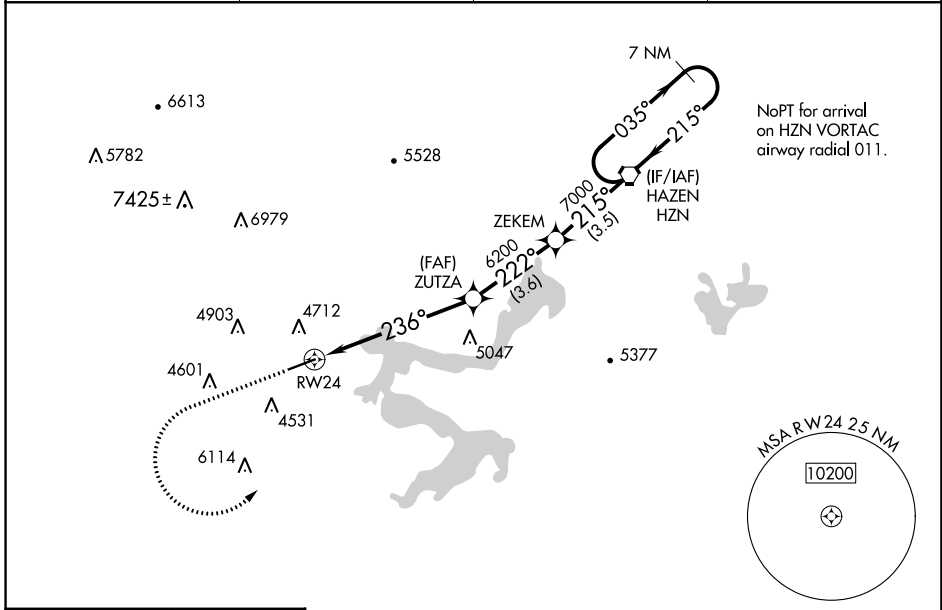 7 NM
6613
NoPT for arrival
on HZN VORTAC
airway radial 011.
035°
215°
5782
5528
(IF/IAF)
HAZEN
HZN
7425±
7000
215°
(3.5)
6979
ZEKEM
6200
222°
(3.6)
(FAF)
ZUTZA
4903
4712
236°
5047
5377
4601
RW24
4531
6114
MSA RW24 25 NM
10200